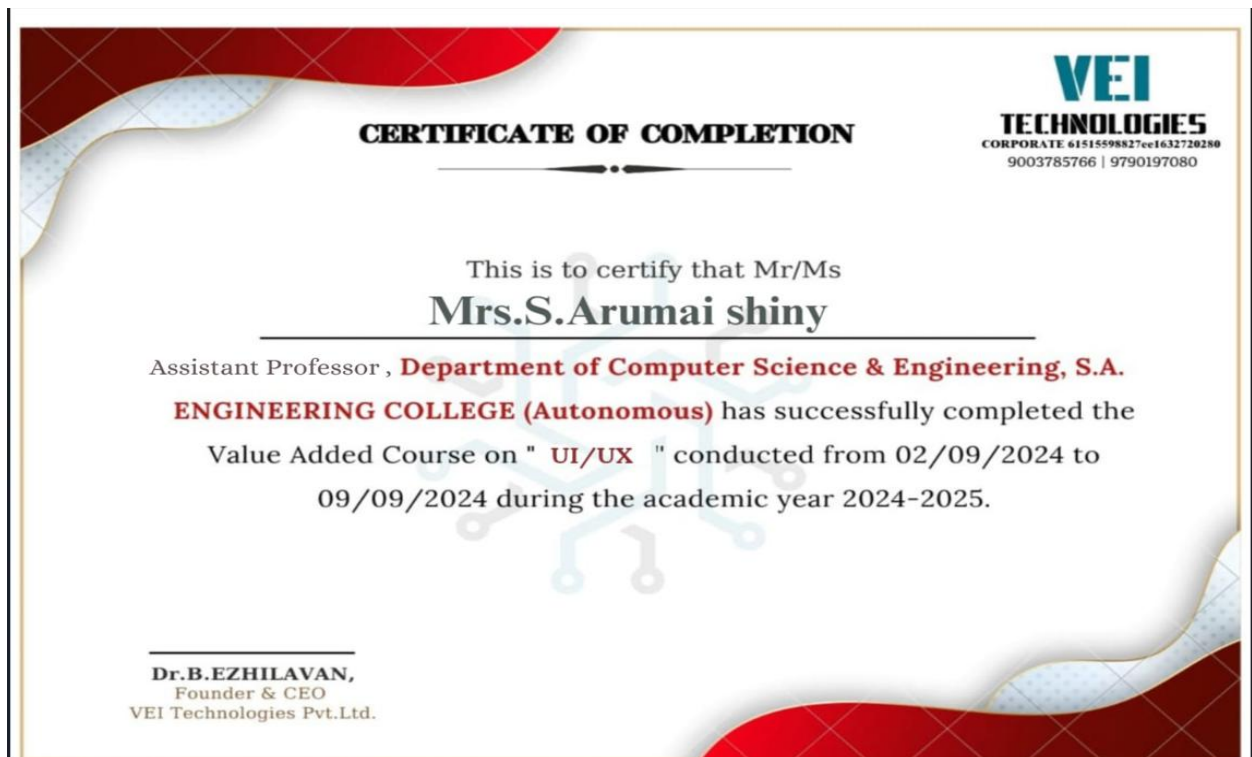 VEI
TECHNOLOGIES
CORPORATE 61515598827ee1632720280
9003785766 | 9790197080
CERTIFICATE OF COMPLETION
This is to certify that Mr/Ms
Mrs.S.Arumai shiny
Assistant Professor , Department of Computer Science & Engineering, S.A.
ENGINEERING COLLEGE (Autonomous) has successfully completed the
Value Added Course on " UI/UX " conducted from 02/09/2024 to
09/09/2024 during the academic year 2024-2025.
Dr.B.EZHILAVAN,
Founder & CEO
VEI Technologies Pvt.Ltd.